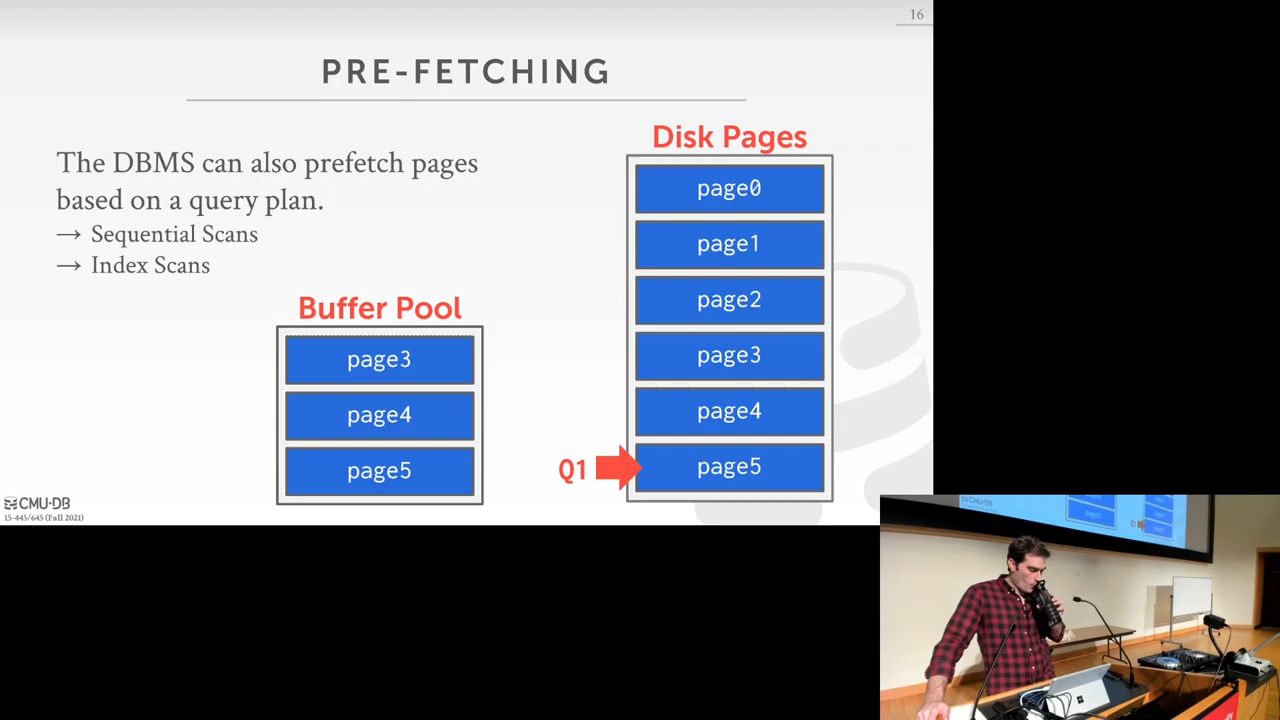 16
PRE-FETCHING
The DBMS can also prefetch pages
based on a query plan.
→ Sequential Scans
→ Index Scans
Buffer Pool
page3
page4
page5
Disk Pages
page0
page1
page2
page3
page4
page5
Q1
CMU·DB
15-445/645 (Fall 2021)